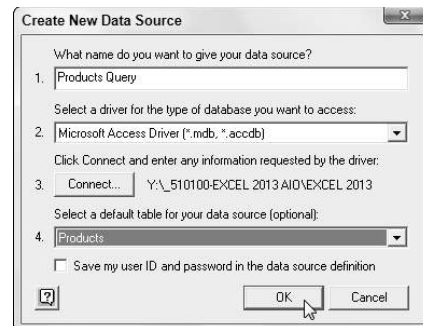 Create New Data Source
What name do you want to give your data source?
1. Products Query
Select a driver for the type of database you want to access:
2. Microsoft Access Driver (*.mdb, *.accdb)
Click Connect and enter any information requested by the driver:
3. Connect... Y:\_510100-EXCEL 2013 AIO\EXCEL 2013
Select a default table for your data source (optional):
4. Products
Save my user ID and password in the data source definition
OK Cancel